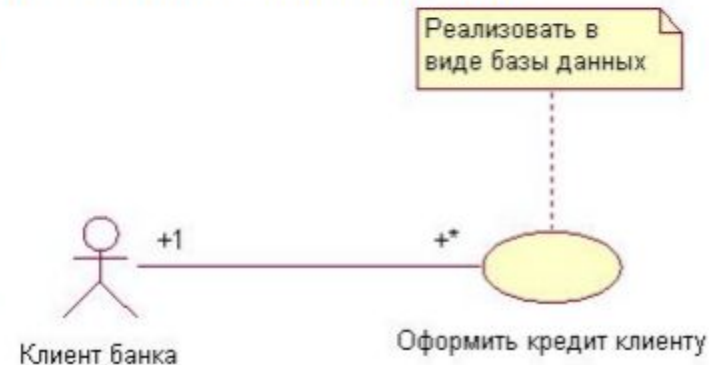 Реализовать в
виде базы данных
+1
+*
Клиент банка
Оформить кредит клиенту